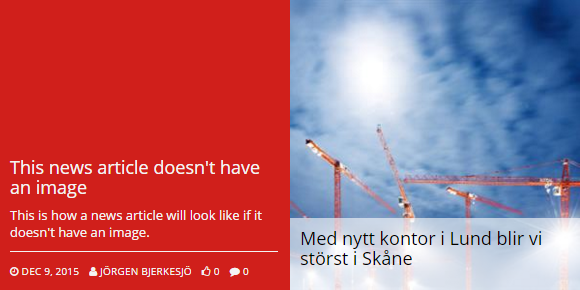 This news article doesn't have
an image
This is how a news article will look like if it
doesn't have an image.
DEC 9, 2015 JÖRGEN BJERKESJÖ 0 0
Med nytt kontor i Lund blir vi
störst i Skåne